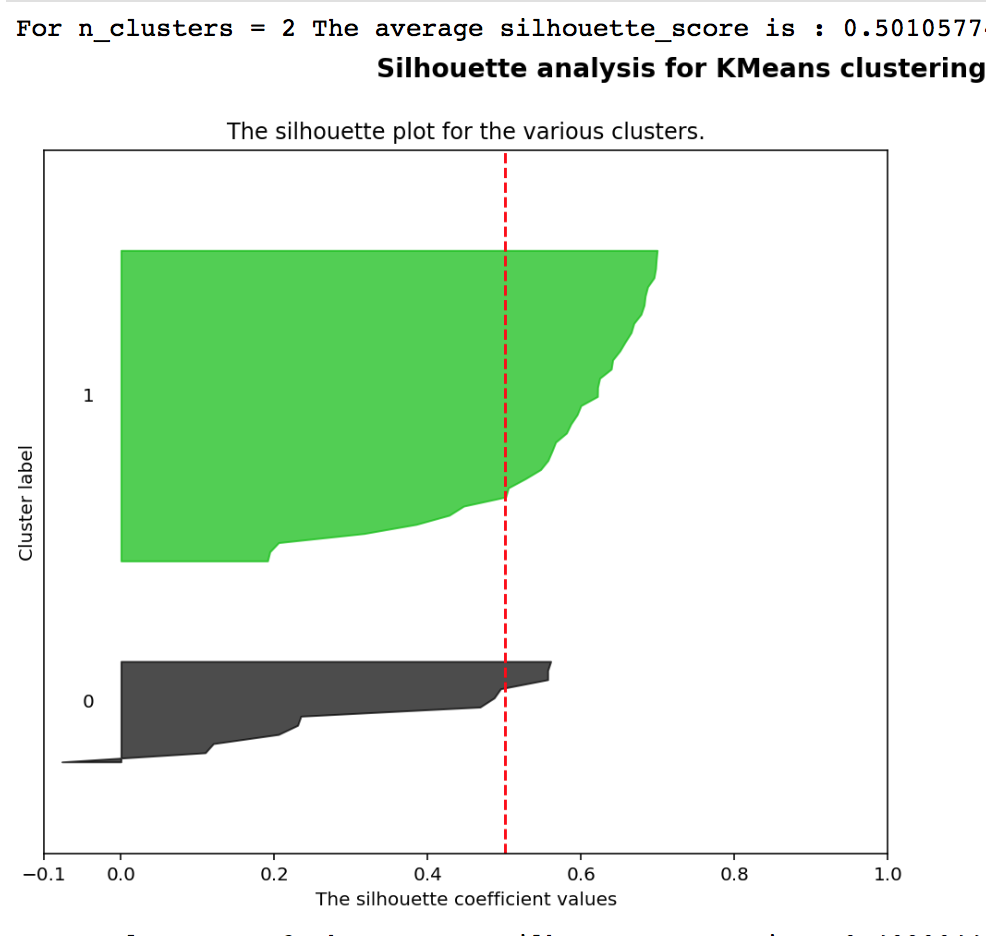 For n_clusters = 2 The average silhouette_score is : 0.5010577
Silhouette analysis for KMeans clustering
The silhouette plot for the various clusters.
1
0
Cluster label
−0.1 0.0 0.2 0.4 0.6 0.8 1.0
The silhouette coefficient values